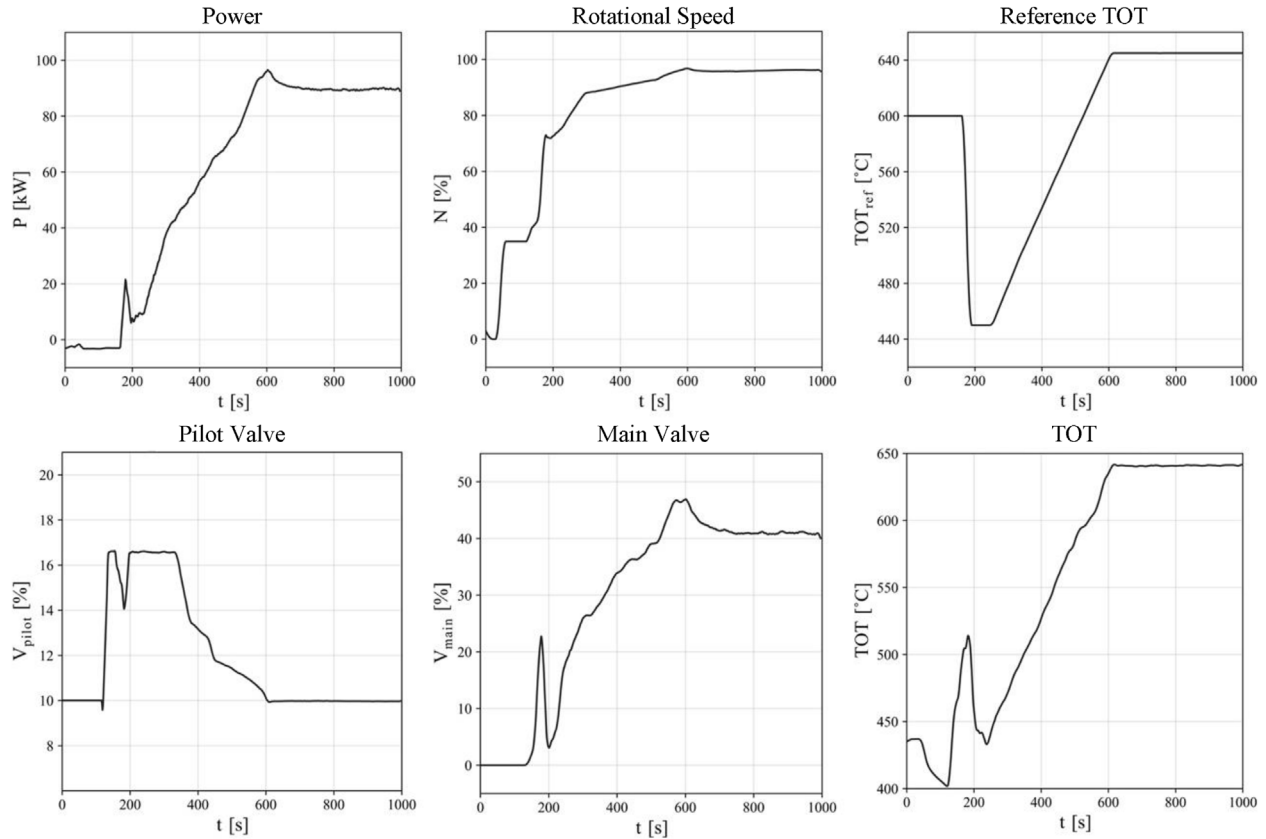 Power
100
80
60
40
20
0
P [kW]
0 200 400 600 800 1000
t [s]
Rotational Speed
100
80
60
40
20
0
N [%]
0 200 400 600 800 1000
t [s]
Reference TOT
640
600
560
520
480
440
TOTref [°C]
0 200 400 600 800 1000
t [s]
Pilot Valve
20
18
16
14
12
10
8
Vpilot [%]
0 200 400 600 800 1000
t [s]
Main Valve
50
40
30
20
10
0
Vmain [%]
0 200 400 600 800 1000
t [s]
TOT
650
600
550
500
450
400
TOT [°C]
0 200 400 600 800 1000
t [s]